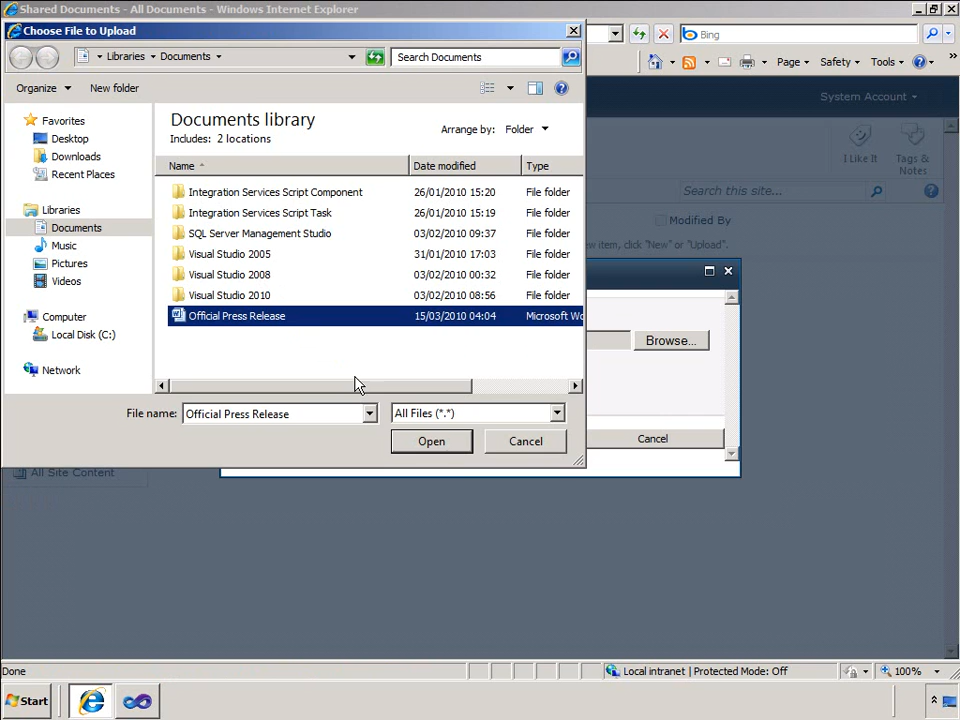 Shared Documents - All Documents - Windows Internet Explorer
Choose File to Upload
Libraries Documents
Search Documents
Bing
Organize New folder
Page Safety Tools
Favorites
Desktop
Downloads
Recent Places
Libraries
Documents
Music
Pictures
Videos
Computer
Local Disk (C:)
Network
Documents library
Includes: 2 locations
Arrange by: Folder
Name Date modified Type
Integration Services Script Component 26/01/2010 15:20 File folder
Integration Services Script Task 26/01/2010 15:19 File folder
SQL Server Management Studio 03/02/2010 09:37 File folder
Visual Studio 2005 31/01/2010 17:03 File folder
Visual Studio 2008 03/02/2010 00:32 File folder
Visual Studio 2010 03/02/2010 08:56 File folder
Official Press Release 15/03/2010 04:04 Microsoft Wo
File name: Official Press Release All Files (*.*)
Open Cancel
System Account
I Like It
Tags & Notes
Search this site...
Modified By
ew item, click "New" or "Upload".
Browse...
Cancel
All Site Content
Done
Local intranet | Protected Mode: Off
100%
Start